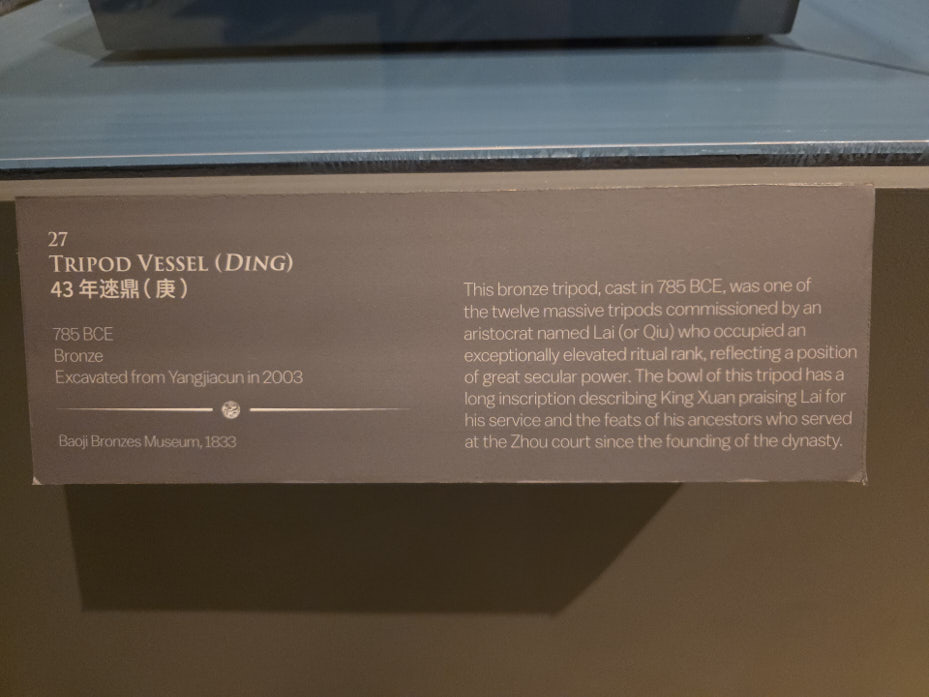 27
TRIPOD VESSEL (DING)
43 年逨鼎 ( 庚 )
785 BCE
Bronze
Excavated from Yangjiacun in 2003
Baoji Bronzes Museum, 1833
This bronze tripod, cast in 785 BCE, was one of
the twelve massive tripods commissioned by an
aristocrat named Lai (or Qiu) who occupied an
exceptionally elevated ritual rank, reflecting a position
of great secular power. The bowl of this tripod has a
long inscription describing King Xuan praising Lai for
his service and the feats of his ancestors who served
at the Zhou court since the founding of the dynasty.